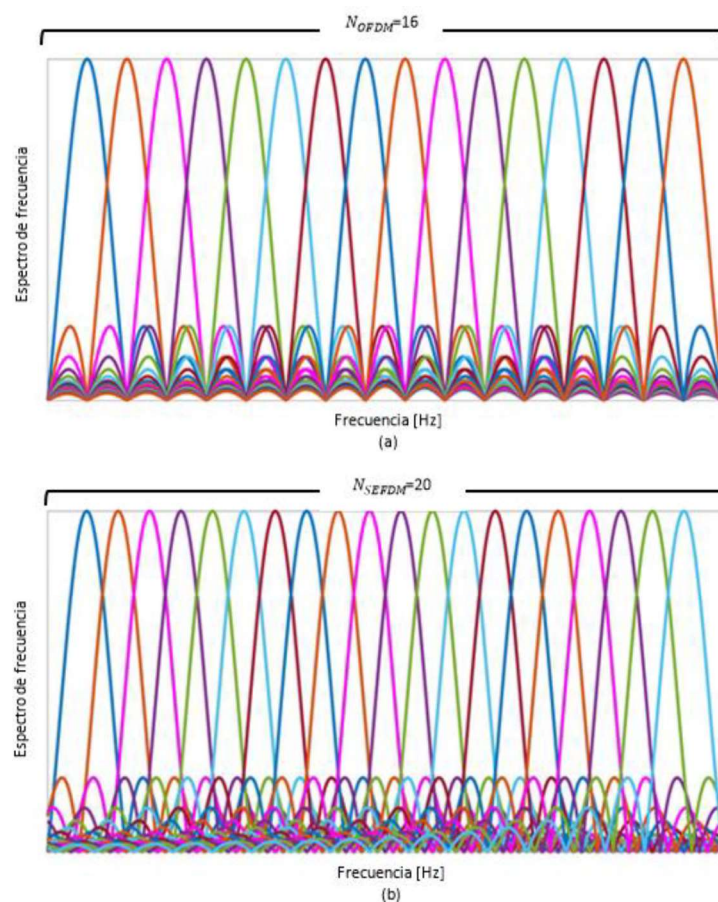 N_OFDM=16
Espectro de frecuencia
Frecuencia [Hz]
(a)
N_SEFDM=20
Espectro de frecuencia
Frecuencia [Hz]
(b)